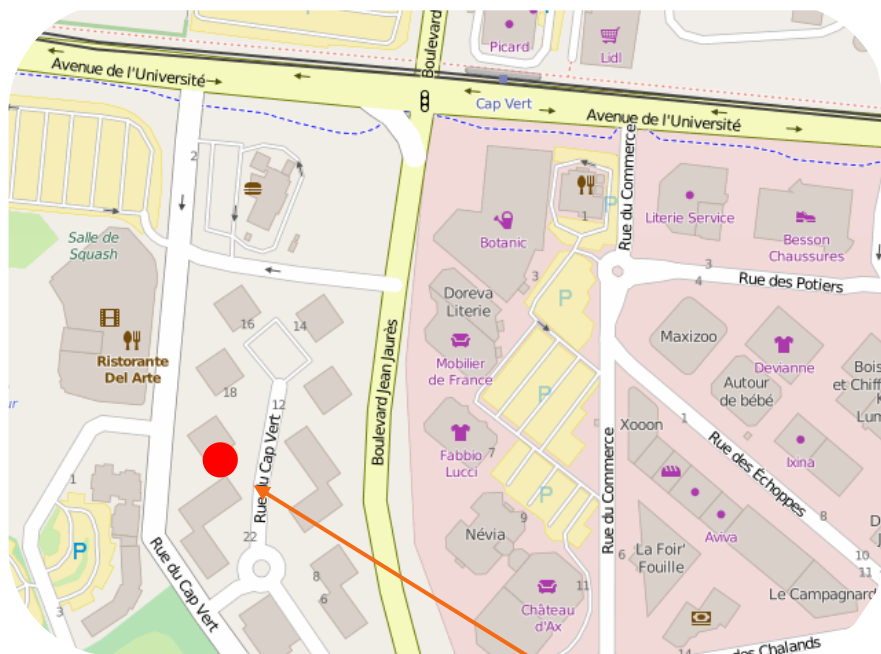 Picard
Lidl
Boulevard
Avenue de l'Université
Cap Vert
Avenue de l'Université
2
Salle de
Squash
Botanic
1
P
Rue du Commerce
Literie Service
Besson
Chaussures
3
P
3
4
Rue des Potiers
Doreva
Literie
16
14
Ristorante
Del Arte
Mobilier
de France
Boulevard Jean Jaurès
Maxizoo
Devianne
Autour
de bébé
18
12
P
Rue du Cap Vert
Xooon
1
Fabbio
Lucci
7
Rue du Commerce
Rue des Échoppes
Ixina
1
P
P
Aviva
9
8
22
Névia
6
La Foir'
Fouille
10
11
Rue du Cap Vert
8
6
3
11
Château
d'Ax
Le Campagnard
14
des Chalands